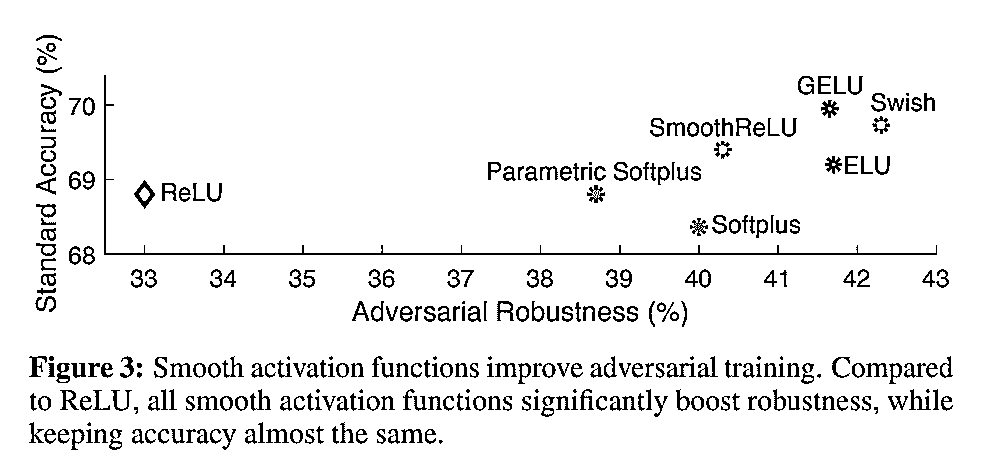 Standard Accuracy (%)
70
69
68
GELU
Swish
SmoothReLU
ELU
Parametric Softplus
ReLU
Softplus
33 34 35 36 37 38 39 40 41 42 43
Adversarial Robustness (%)
Figure 3: Smooth activation functions improve adversarial training. Compared
to ReLU, all smooth activation functions significantly boost robustness, while
keeping accuracy almost the same.